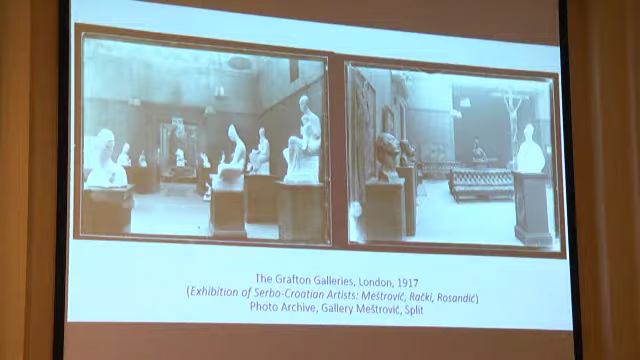 The Grafton Galleries, London, 1917
(Exhibition of Serbo-Croatian Artists: Meštrović, Rački, Rosandić)
Photo Archive, Gallery Meštrović, Split